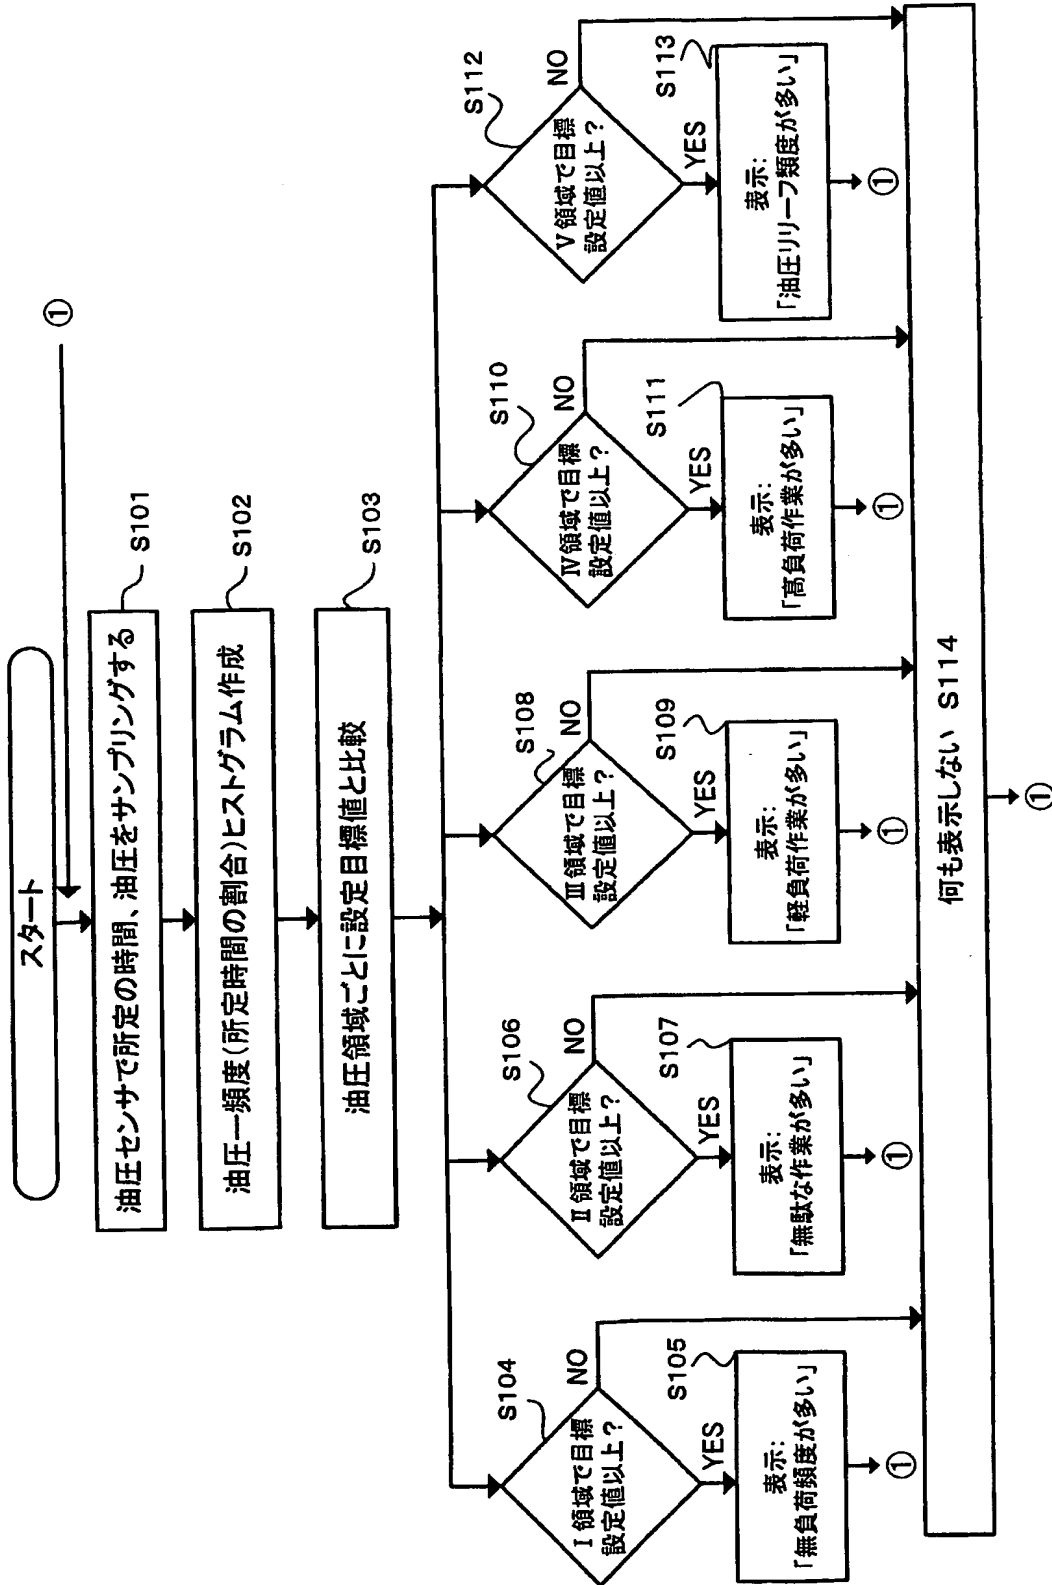 スタート
①
油圧センサで所定の時間、油圧をサンプリングする
S101
油圧ー頻度(所定時間の割合)ヒストグラム作成
S102
油圧領域ごとに設定目標値と比較
S103
Ⅰ領域で目標
設定値以上?
S104
NO
YES
表示:
「無負荷頻度が多い」
S105
①
Ⅱ領域で目標
設定値以上?
S106
NO
YES
表示:
「無駄な作業が多い」
S107
①
Ⅲ領域で目標
設定値以上?
S108
NO
YES
表示:
「軽負荷作業が多い」
S109
①
Ⅳ領域で目標
設定値以上?
S110
NO
YES
表示:
「高負荷作業が多い」
S111
①
Ⅴ領域で目標
設定値以上?
S112
NO
YES
表示:
「油圧リリーフ類度が多い」
S113
①
何も表示しない S114
①